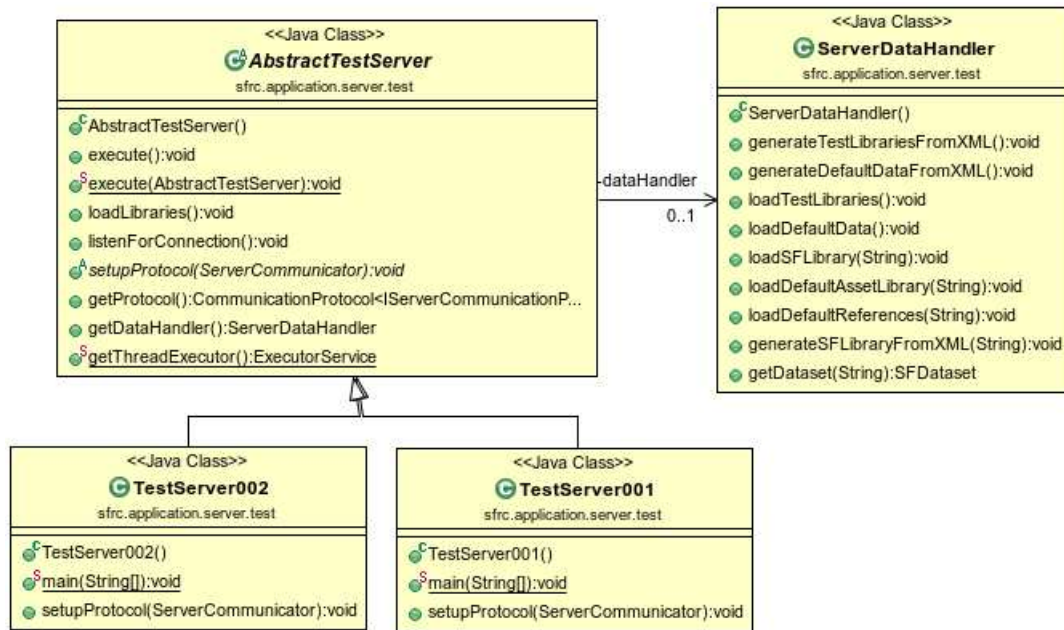 <<Java Class>>
AbstractTestServer
sfrc.application.server.test
AbstractTestServer()
execute():void
execute(AbstractTestServer):void
loadLibraries():void
listenForConnection():void
setupProtocol(ServerCommunicator):void
getProtocol():CommunicationProtocol<IServerCommunicationP...
getDataHandler():ServerDataHandler
getThreadExecutor():ExecutorService
-dataHandler
0..1
<<Java Class>>
ServerDataHandler
sfrc.application.server.test
ServerDataHandler()
generateTestLibrariesFromXML():void
generateDefaultDataFromXML():void
loadTestLibraries():void
loadDefaultData():void
loadSFLibrary(String):void
loadDefaultAssetLibrary(String):void
loadDefaultReferences(String):void
generateSFLibraryFromXML(String):void
getDataset(String):SFDataset
<<Java Class>>
TestServer002
sfrc.application.server.test
TestServer002()
main(String[]):void
setupProtocol(ServerCommunicator):void
<<Java Class>>
TestServer001
sfrc.application.server.test
TestServer001()
main(String[]):void
setupProtocol(ServerCommunicator):void